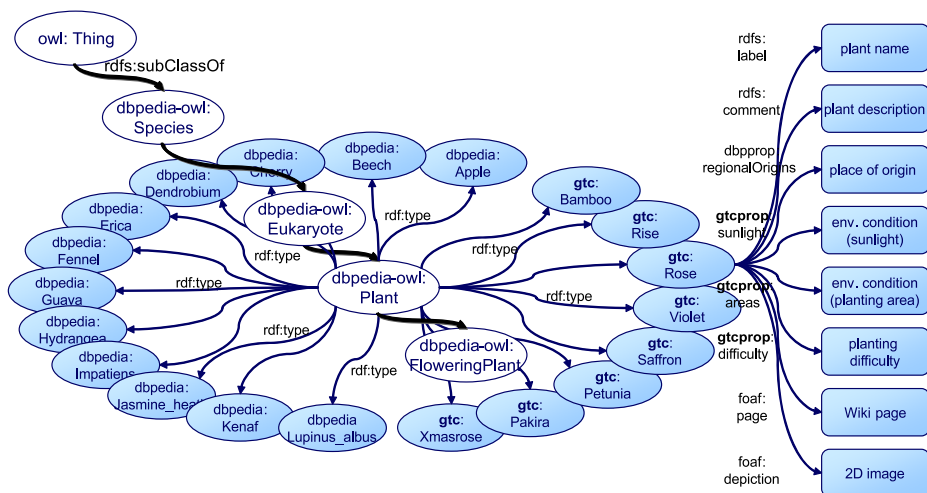 owl: Thing
rdfs:subClassOf
dbpedia-owl:
Species
dbpedia:
Cherry
dbpedia:
Beech
dbpedia:
Apple
dbpedia:
Dendrobium
dbpedia-owl:
Eukaryote
dbpedia:
Erica
dbpedia:
Fennel
dbpedia:
Guava
dbpedia:
Hydrangea
dbpedia:
Impatiens
dbpedia:
Jasmine_heath
dbpedia:
Kenaf
dbpedia
Lupinus_albus
rdf:type
rdf:type
rdf:type
rdf:type
rdf:type
rdf:type
rdf:type
dbpedia-owl:
Plant
dbpedia-owl:
FloweringPlant
gtc:
Bamboo
gtc:
Rise
gtc:
Rose
gtc:
Violet
gtc:
Saffron
gtc:
Petunia
gtc:
Pakira
gtc:
Xmasrose
rdfs:
label
rdfs:
comment
dbpprop:
regionalOrigins
gtcprop:
sunlight
gtcprop:
areas
gtcprop:
difficulty
foaf:
page
foaf:
depiction
plant name
plant description
place of origin
env. condition
(sunlight)
env. condition
(planting area)
planting
difficulty
Wiki page
2D image